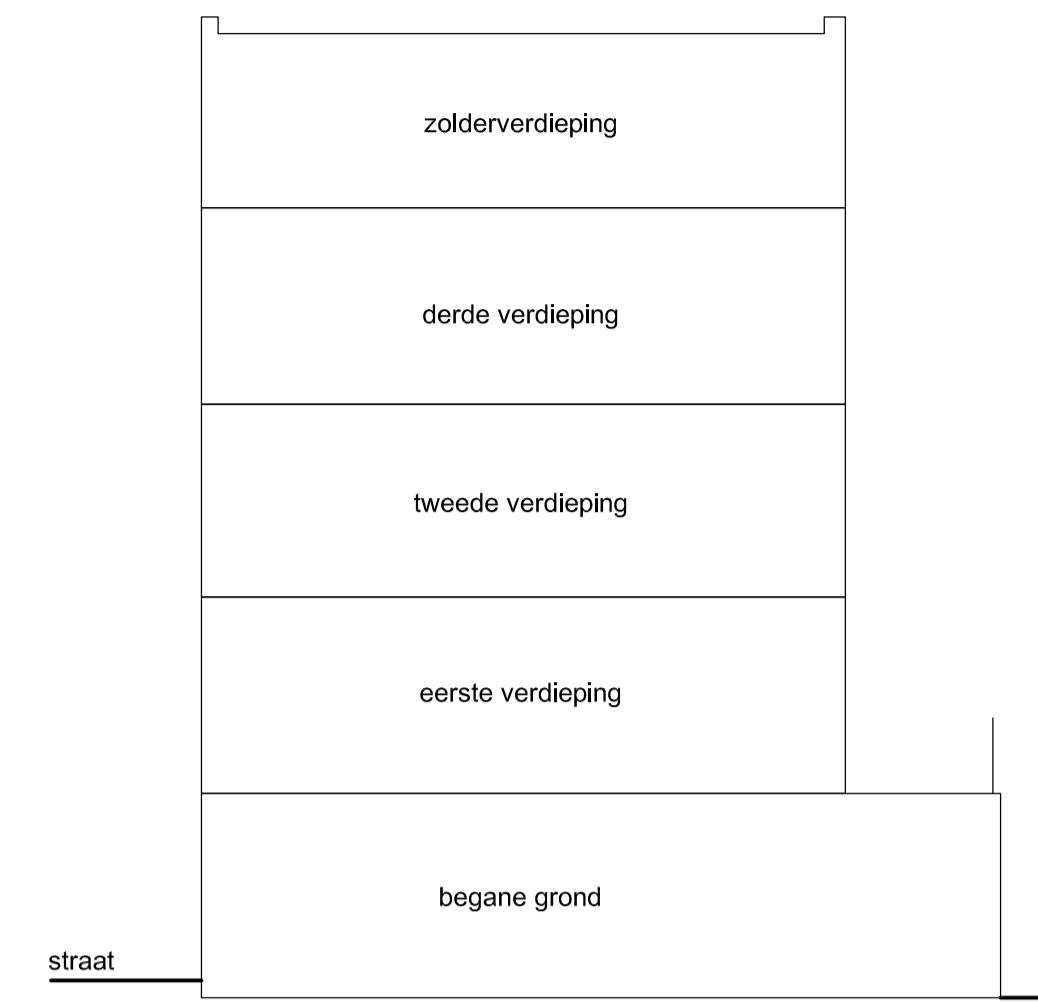 zolderverdieping
derde verdieping
tweede verdieping
eerste verdieping
begane grond
straat